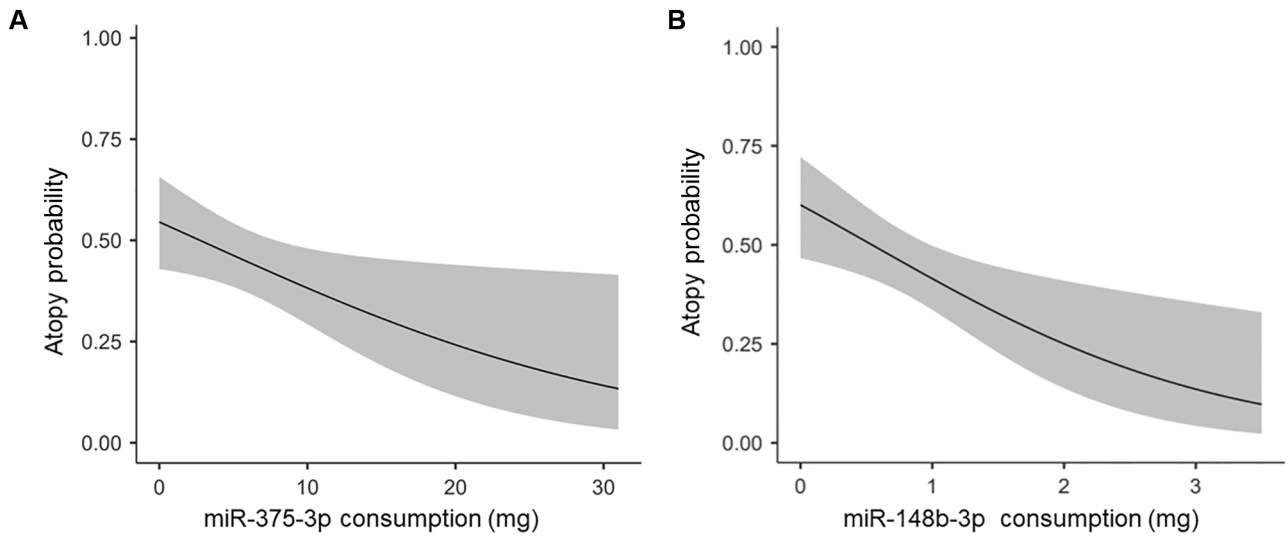 A
1.00
0.75
0.50
0.25
0.00
Atopy probability
0 10 20 30
miR-375-3p consumption (mg)
B
1.00
0.75
0.50
0.25
0.00
Atopy probability
0 1 2 3
miR-148b-3p consumption (mg)